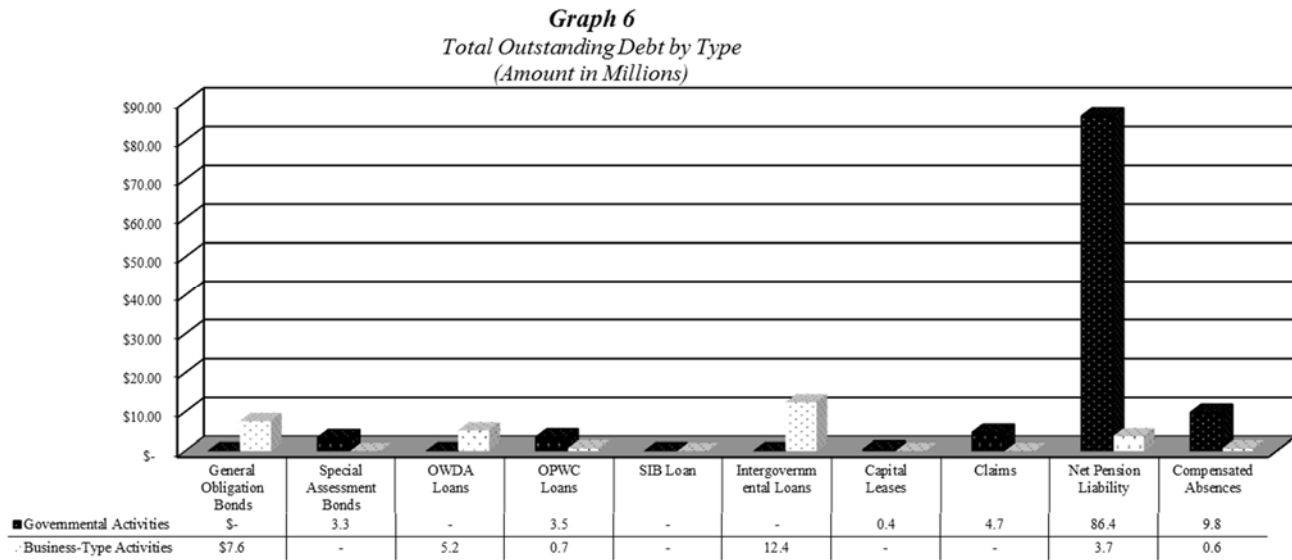 Graph 6
Total Outstanding Debt by Type
(Amount in Millions)
$90.00
$80.00
$70.00
$60.00
$50.00
$40.00
$30.00
$20.00
$10.00
$-
General Obligation Bonds
Special Assessment Bonds
OWDA Loans
OPWC Loans
SIB Loan
Intergovernm ental Loans
Capital Leases
Claims
Net Pension Liability
Compensated Absences
Governmental Activities $- 3.3 - 3.5 - - 0.4 4.7 86.4 9.8
Business-Type Activities $7.6 - 5.2 0.7 - 12.4 - - 3.7 0.6